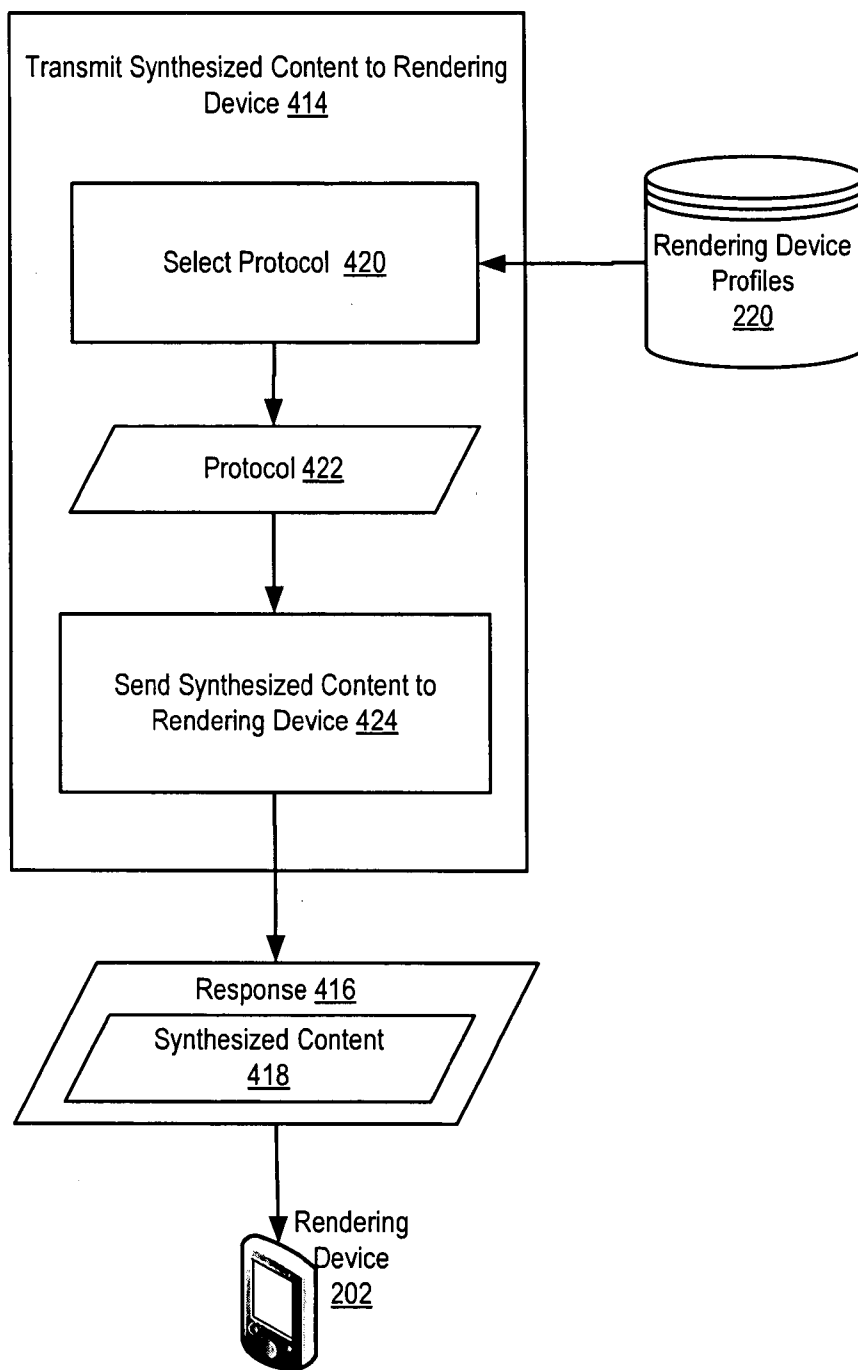 Transmit Synthesized Content to Rendering
Device 414
Select Protocol 420
Rendering Device
Profiles
220
Protocol 422
Send Synthesized Content to
Rendering Device 424
Response 416
Synthesized Content
418
Rendering
Device
202